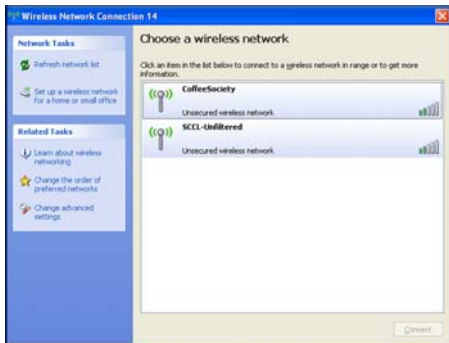 Wireless Network Connection 14
Network Tasks
Refresh network list
Set up a wireless network
for a home or small office
Related Tasks
Learn about wireless
networking
Change the order of
preferred networks
Change advanced
settings
Choose a wireless network
Click an item in the list below to connect to a wireless network in range or to get more
information.
CoffeeSociety
Unsecured wireless network
SCCL-Unfiltered
Unsecured wireless network
Connect